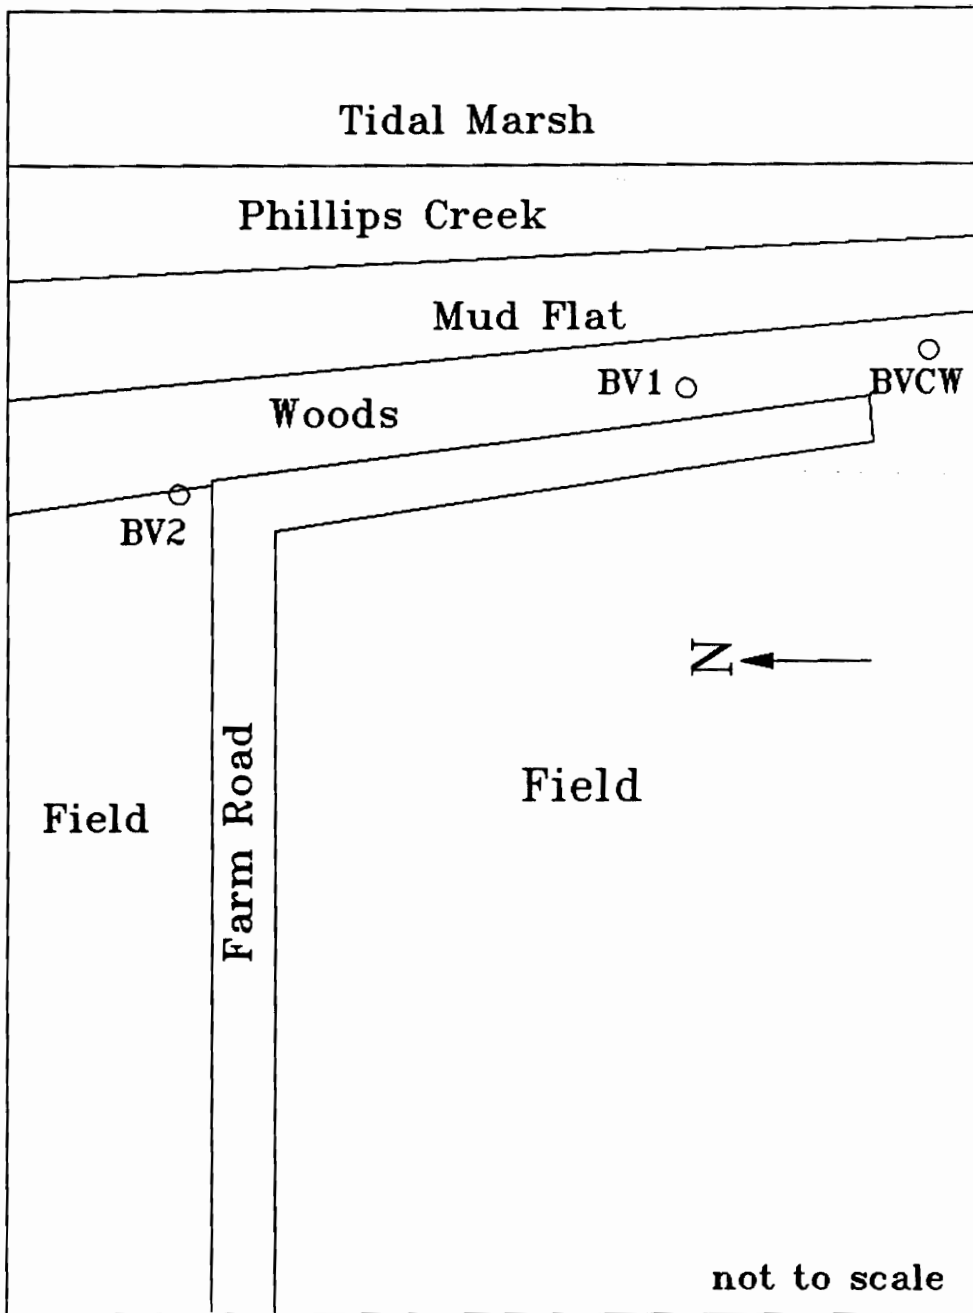 Tidal Marsh
Phillips Creek
Mud Flat
BV1
BVCW
Woods
BV2
N
Farm Road
Field
Field
not to scale